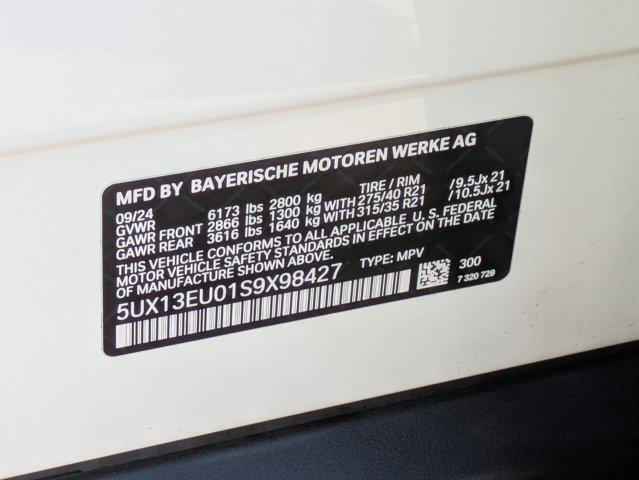 MFD BY BAYERISCHE MOTOREN WERKE AG
09/24 TIRE / RIM
GVWR 6173 lbs 2800 kg
GAWR FRONT 2866 lbs 1300 kg WITH 275/40 R21 /9.5Jx 21
GAWR REAR 3616 lbs 1640 kg WITH 315/35 R21 /10.5Jx 21
THIS VEHICLE CONFORMS TO ALL APPLICABLE U. S. FEDERAL
MOTOR VEHICLE SAFETY STANDARDS IN EFFECT ON THE DATE
OF MANUFACTURE SHOWN ABOVE.
5UX13EU01S9X98427 TYPE: MPV 300
7 320 729